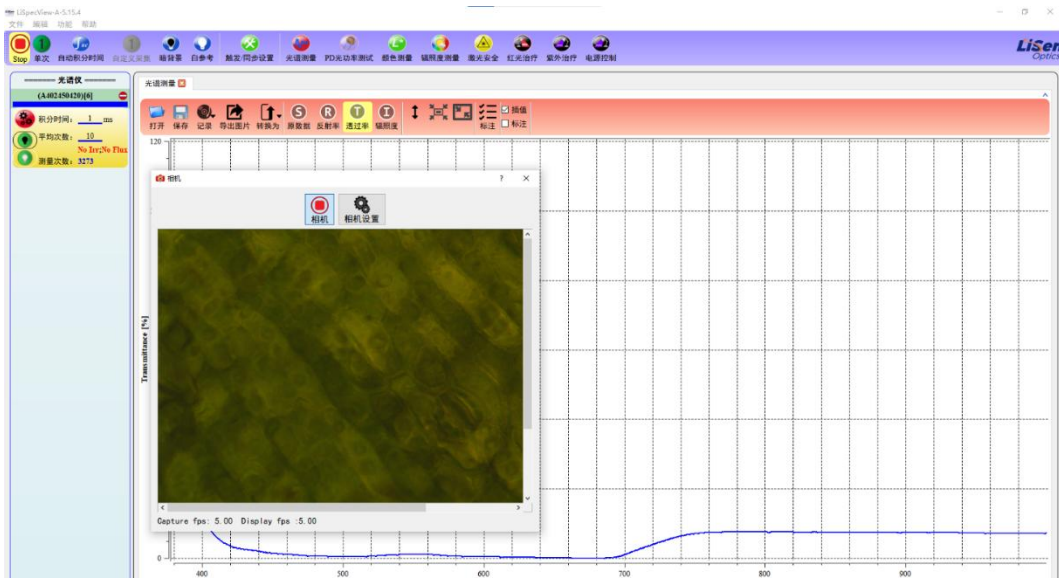 LiSpecView-A-5.15.4
文件 编辑 功能 帮助
Stop 单次 自动积分时间 自定义采集 暗背景 白参考 触发/同步设置 光谱测量 PD光功率测试 颜色测量 辐照度测量 激光安全 红光治疗 紫外治疗 电源控制
LiSen
Optics
光谱仪
(A402450420)[6]
积分时间: 1 ms
平均次数: 10
No Irr;No Flux
测量次数: 3273
光谱测量
打开 保存 记录 导出图片 转换为 原数据 反射率 透过率 辐照度 标注
S R T I
插值
标注
120
Transmittance [%]
相机
? ×
相机 相机设置
Capture fps: 5.00 Display fps :5.00
0
400 500 600 700 800 900